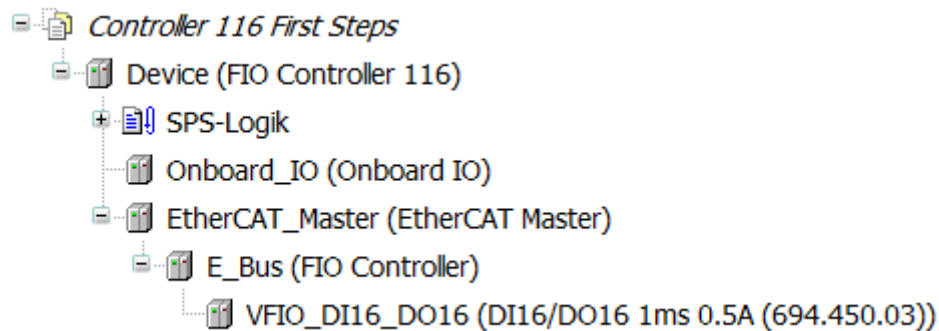 Controller 116 First Steps
Device (FIO Controller 116)
SPS-Logik
Onboard_IO (Onboard IO)
EtherCAT_Master (EtherCAT Master)
E_Bus (FIO Controller)
VFIO_DI16_DO16 (DI16/DO16 1ms 0.5A (694.450.03))